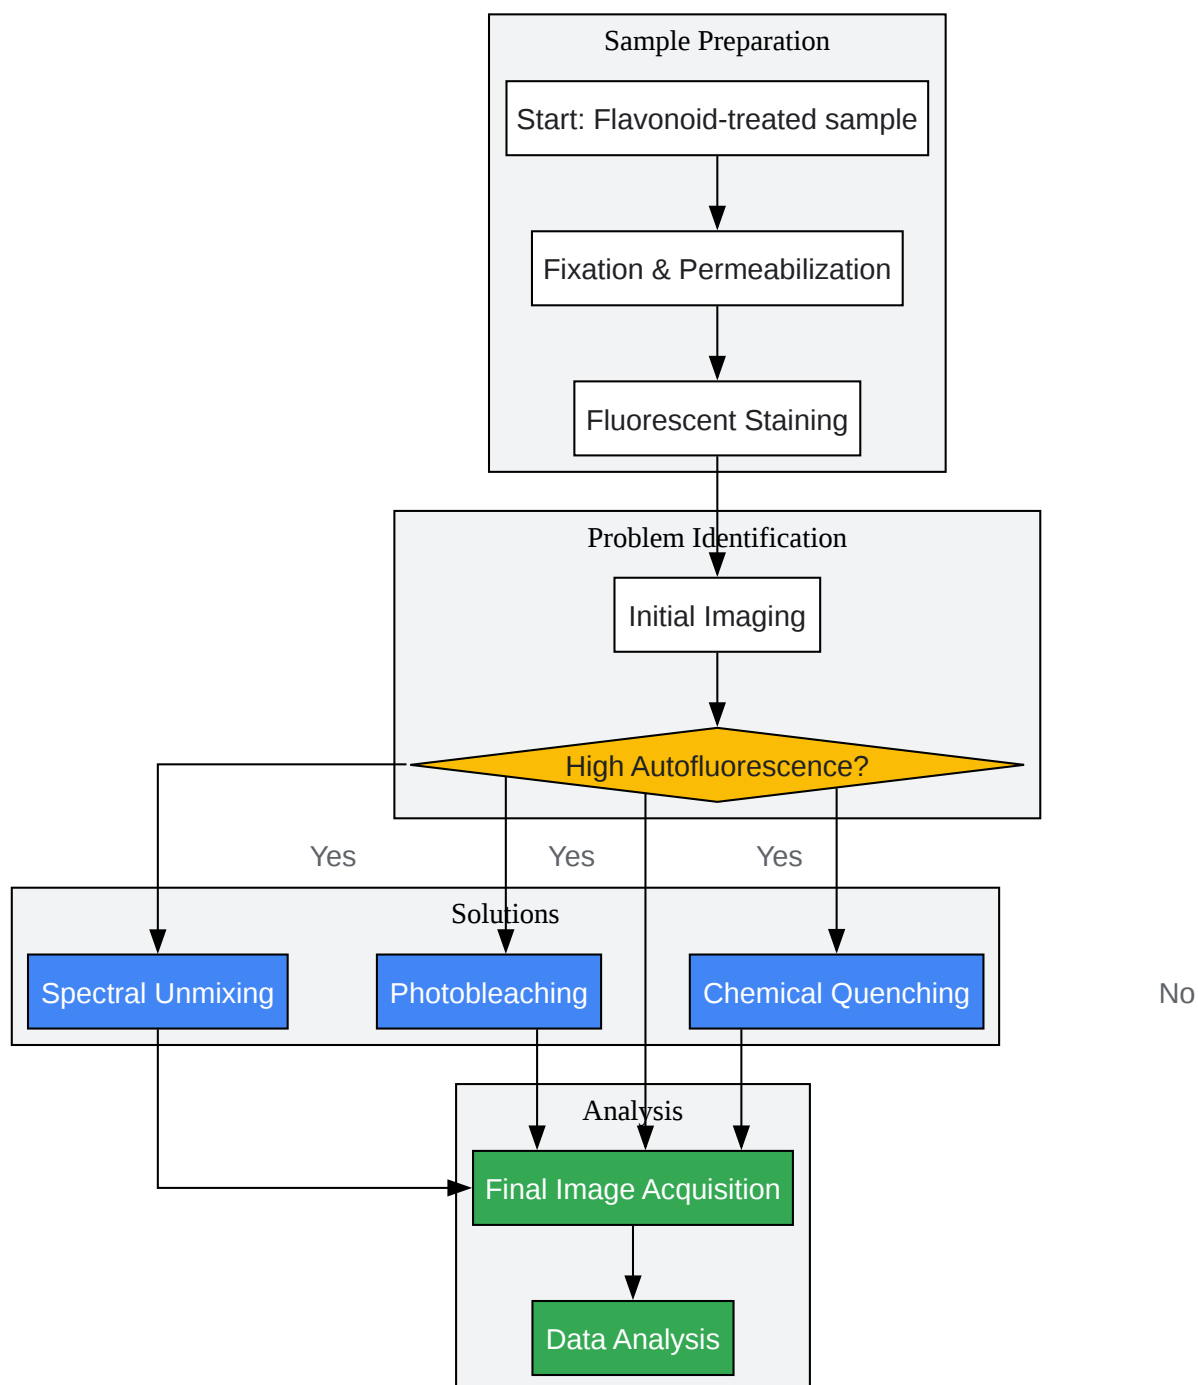 Sample Preparation
Start: Flavonoid-treated sample
Fixation & Permeabilization
Fluorescent Staining
Problem Identification
Initial Imaging
High Autofluorescence?
Yes
Yes
Yes
Solutions
Spectral Unmixing
Photobleaching
Chemical Quenching
No
Analysis
Final Image Acquisition
Data Analysis